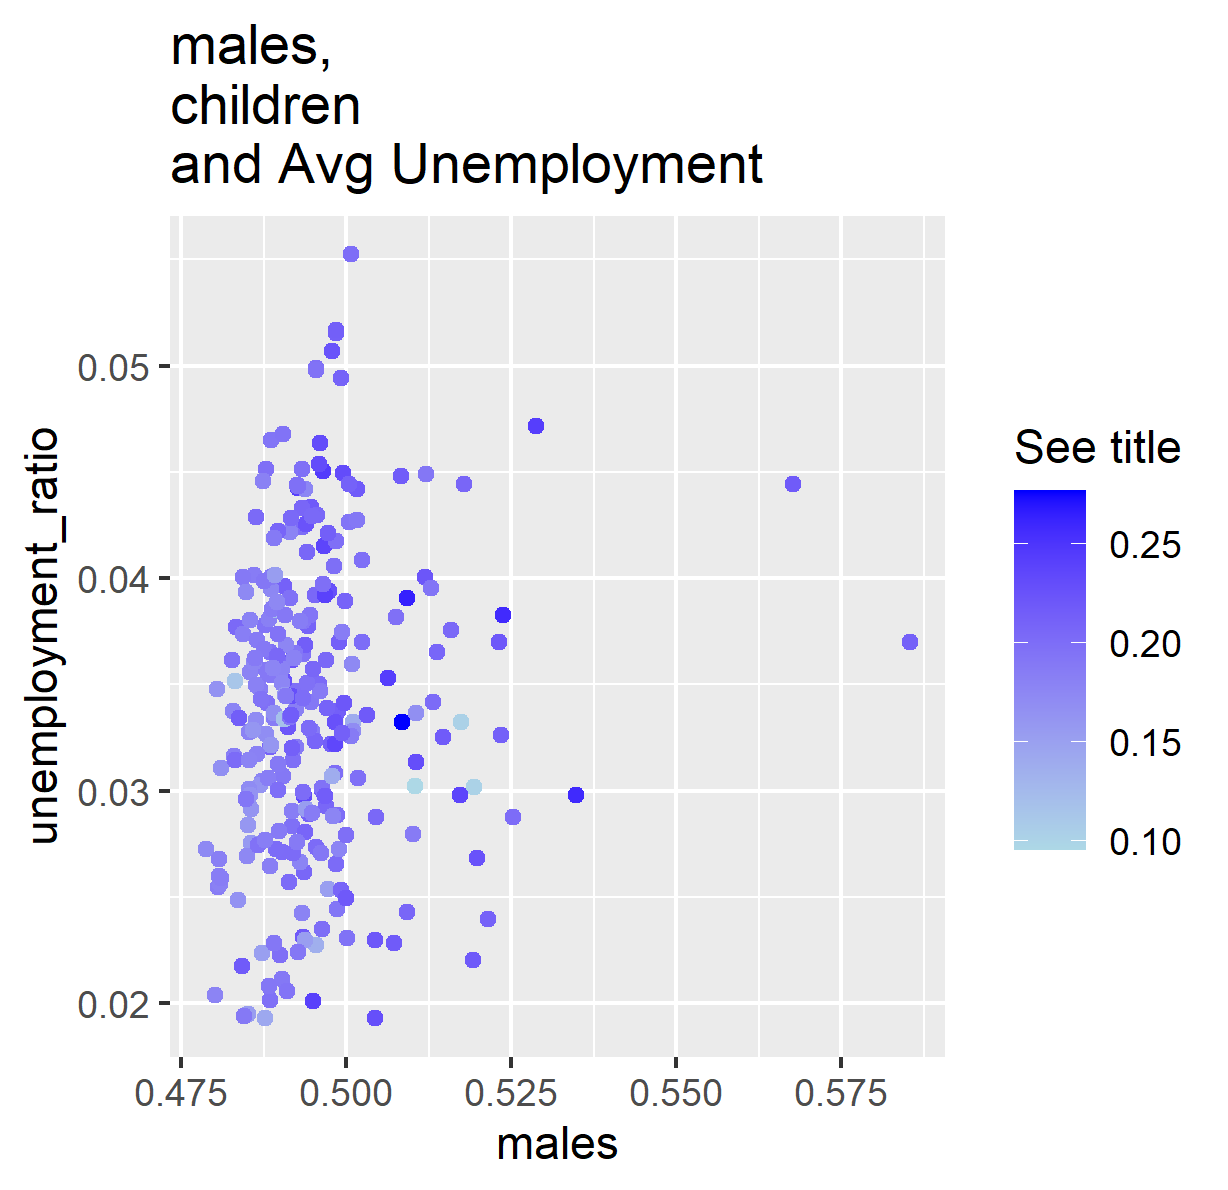 males,
children
and Avg Unemployment
unemployment_ratio
0.05
0.04
0.03
0.02
0.475 0.500 0.525 0.550 0.575
males
See title
0.25
0.20
0.15
0.10